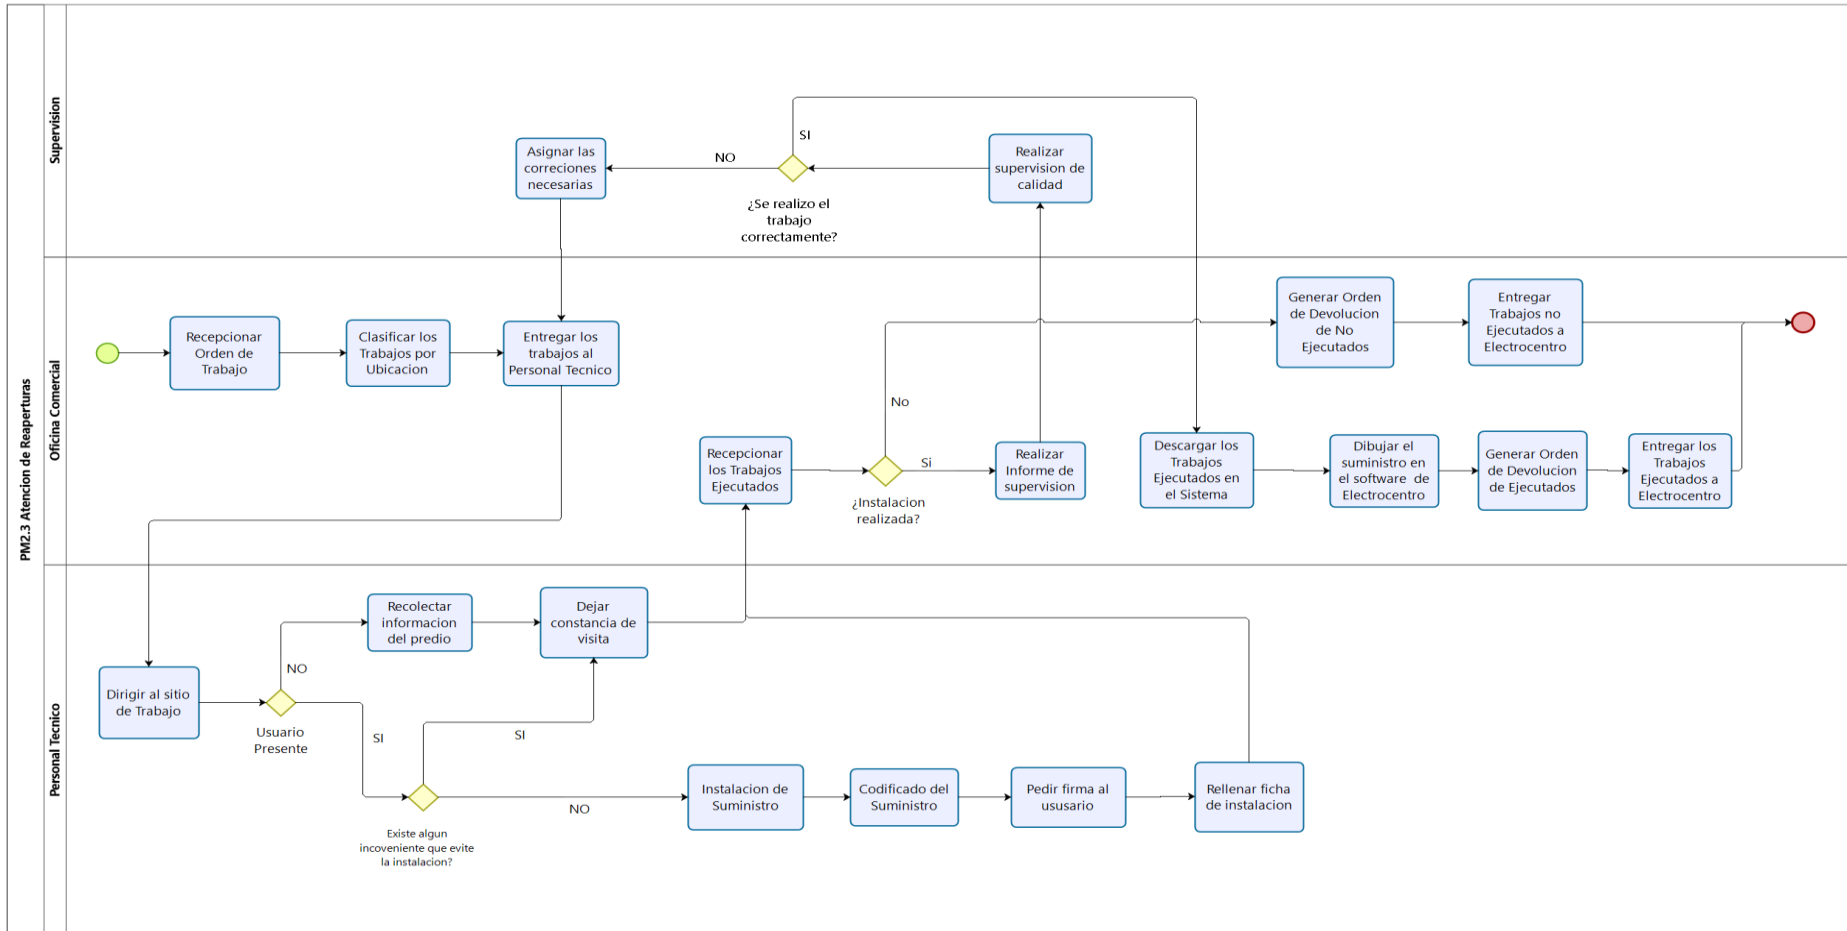 PM2.3 Atencion de Reaperturas
Supervision
Asignar las
correciones
necesarias
NO
SI
¿Se realizo el
trabajo
correctamente?
Realizar
supervision de
calidad
Oficina Comercial
Recepcionar
Orden de
Trabajo
Clasificar los
Trabajos por
Ubicacion
Entregar los
trabajos al
Personal Tecnico
Recepcionar
los Trabajos
Ejecutados
No
Si
¿Instalacion
realizada?
Realizar
Informe de
supervision
Generar Orden
de Devolucion
de No
Ejecutados
Entregar
Trabajos no
Ejecutados a
Electrocentro
Descargar los
Trabajos
Ejecutados en
el Sistema
Dibujar el
suministro en
el software de
Electrocentro
Generar Orden
de Devolucion
de Ejecutados
Entregar los
Trabajos
Ejecutados a
Electrocentro
Personal Tecnico
Dirigir al sitio
de Trabajo
NO
Usuario
Presente
SI
Recolectar
informacion
del predio
Dejar
constancia de
visita
SI
NO
Existe algun
incoveniente que evite
la instalacion?
Instalacion de
Suministro
Codificado del
Suministro
Pedir firma al
ususario
Rellenar ficha
de instalacion